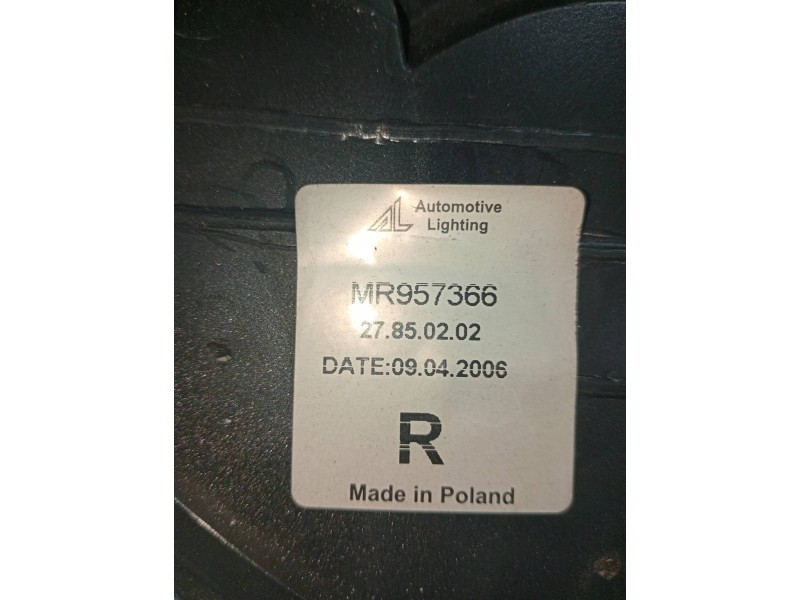 AL Automotive
Lighting
MR957366
27.85.02.02
DATE:09.04.2006
R
Made in Poland